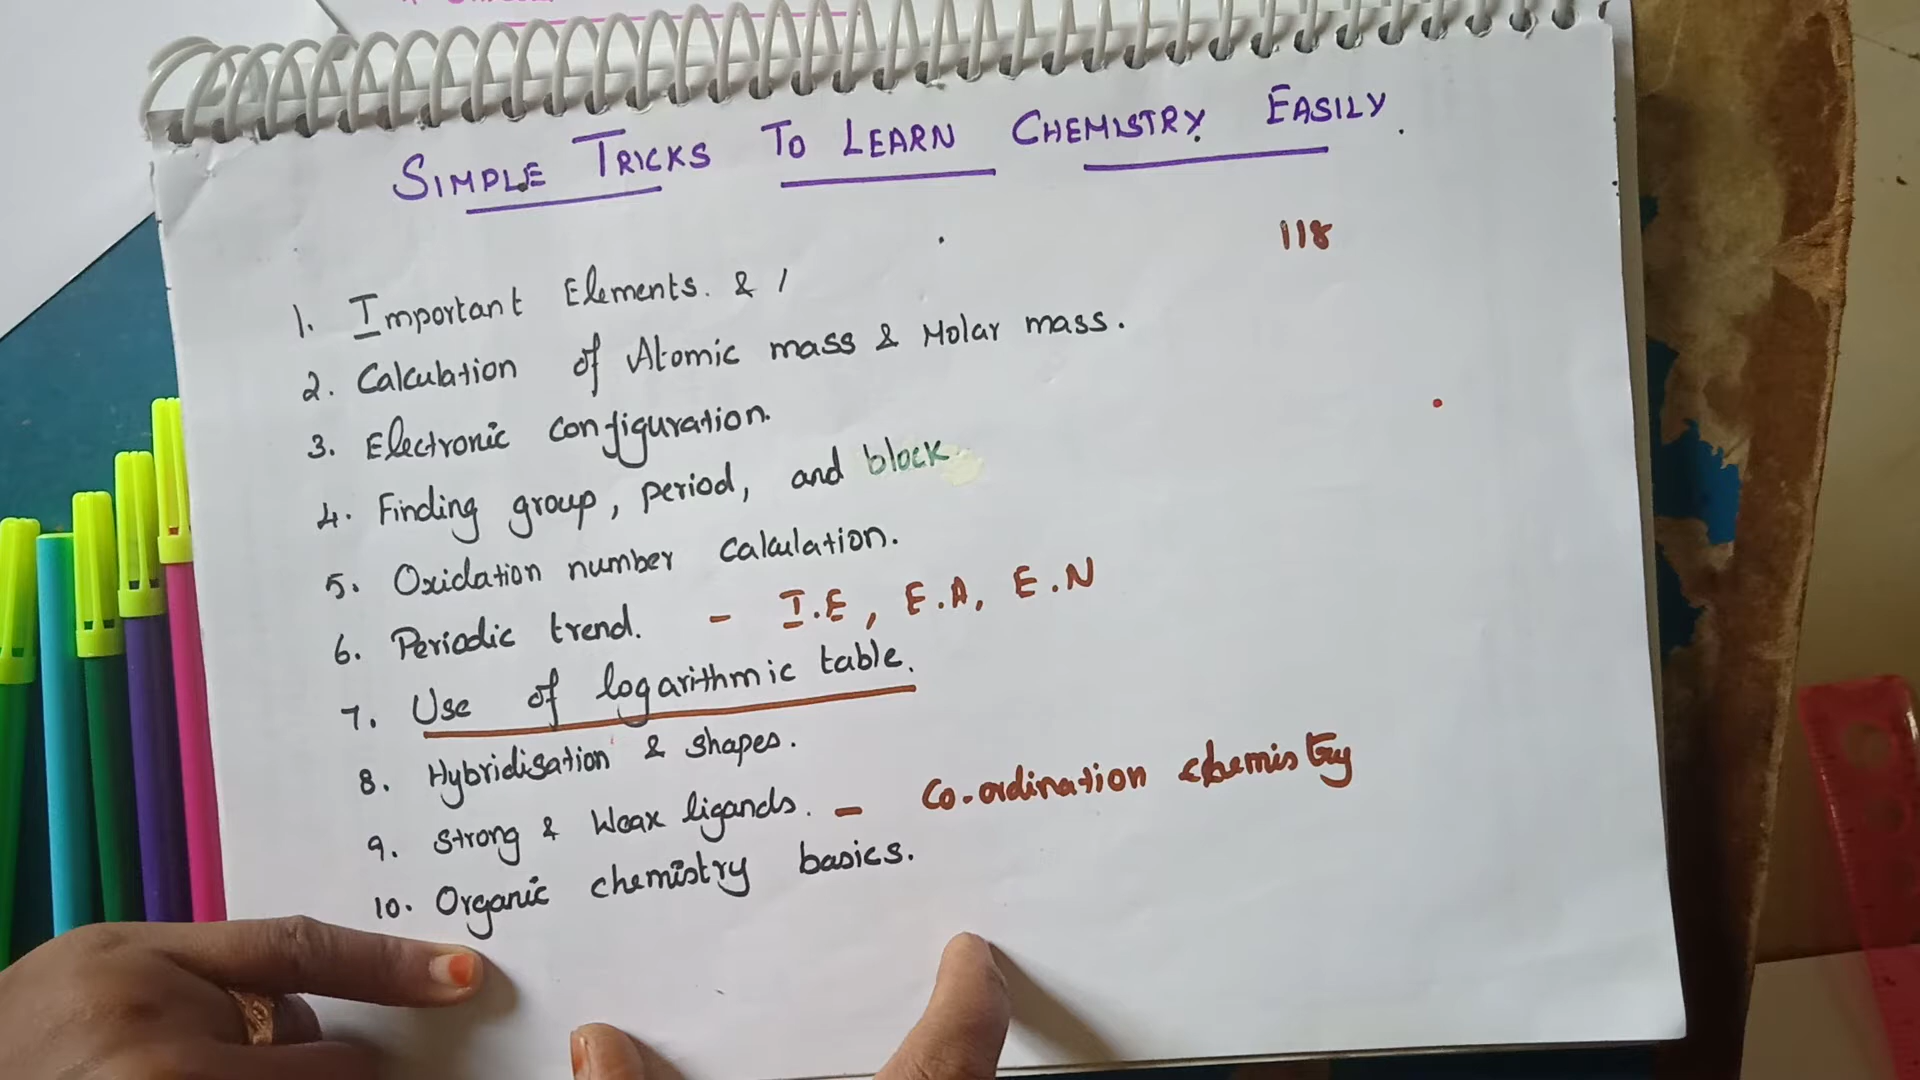 SIMPLE TRICKS TO LEARN CHEMISTRY EASILY.
118
1. Important Elements. & /
2. Calculation of Atomic mass & Molar mass.
3. Electronic configuration.
4. Finding group, period, and block
5. Oxidation number calculation.
6. Periodic trend. - I.E, E.A, E.N
7. Use of logarithmic table.
8. Hybridisation & shapes.
9. Strong & Weak ligands. - Co-ordination chemistry
10. Organic chemistry basics.